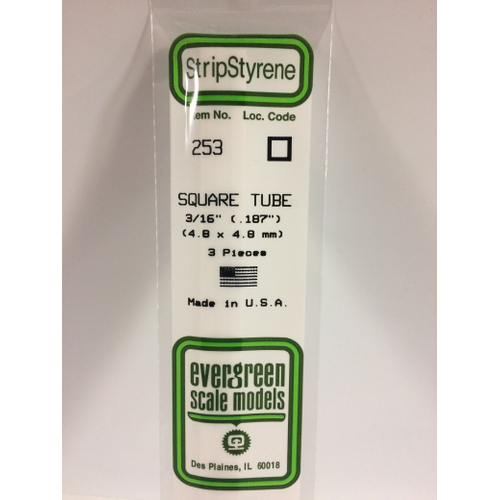 StripStyrene
Item No. Loc. Code
253
SQUARE TUBE
3/16" (.187")
(4.8 x 4.8 mm)
3 Pieces
Made in U.S.A.
evergreen
scale models
Des Plaines, IL 60018